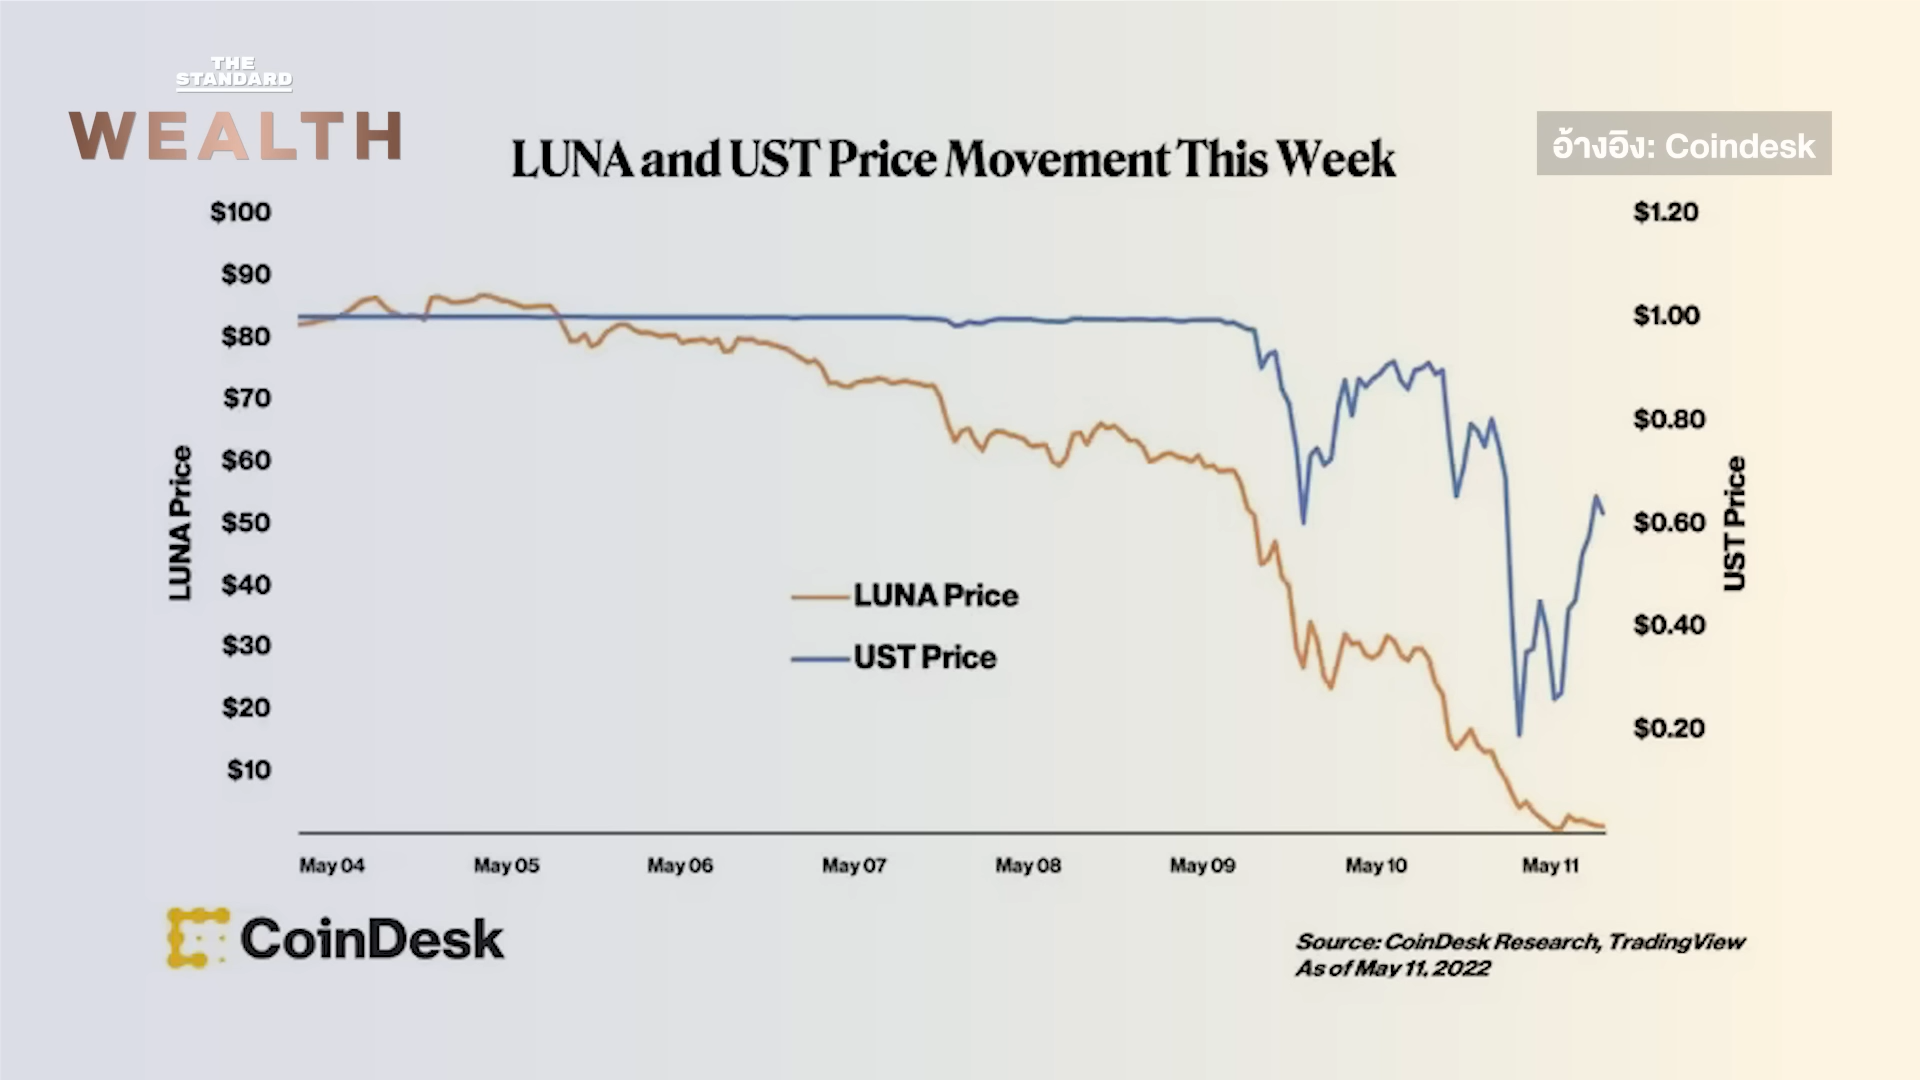 THE
STANDARD
WEALTH
LUNA and UST Price Movement This Week
อ้างอิง: Coindesk
$100
$90
$80
$70
$60
$50
$40
$30
$20
$10
LUNA Price
$1.20
$1.00
$0.80
$0.60
$0.40
$0.20
UST Price
LUNA Price
UST Price
May 04
May 05
May 06
May 07
May 08
May 09
May 10
May 11
CoinDesk
Source: CoinDesk Research, TradingView
As of May 11, 2022